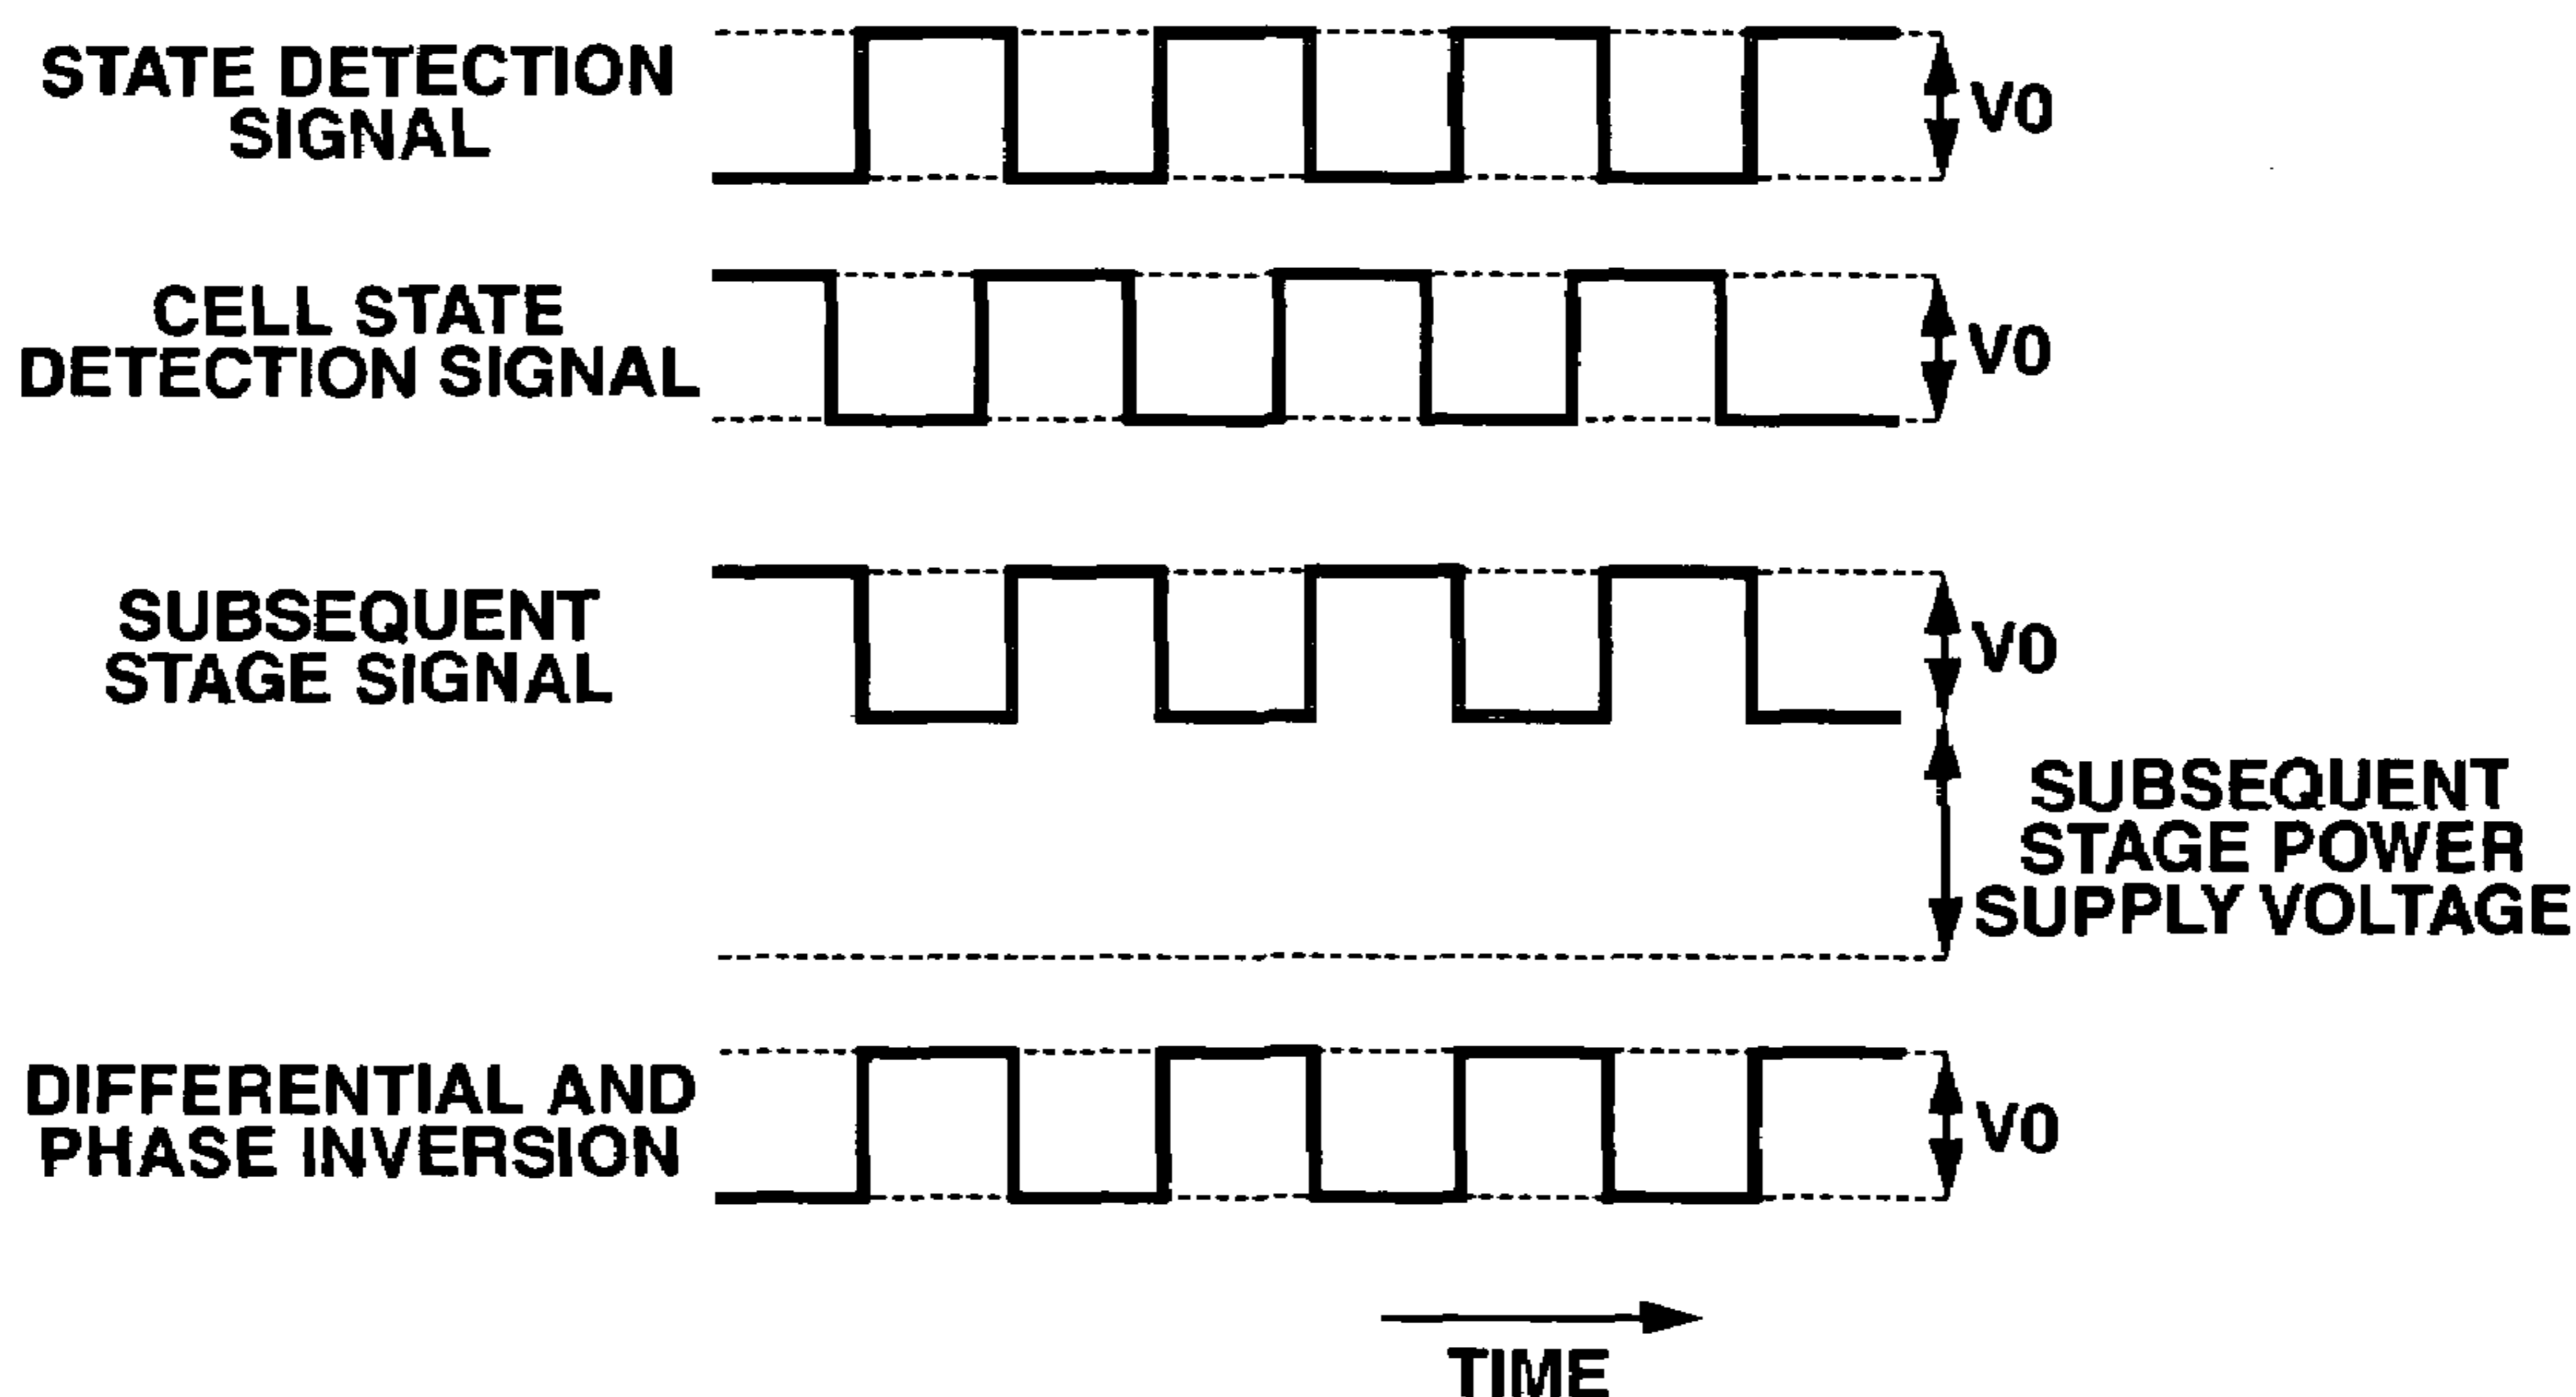 STATE DETECTION
SIGNAL
V0
CELL STATE
DETECTION SIGNAL
V0
SUBSEQUENT
STAGE SIGNAL
V0
SUBSEQUENT
STAGE POWER
SUPPLY VOLTAGE
DIFFERENTIAL AND
PHASE INVERSION
V0
TIME